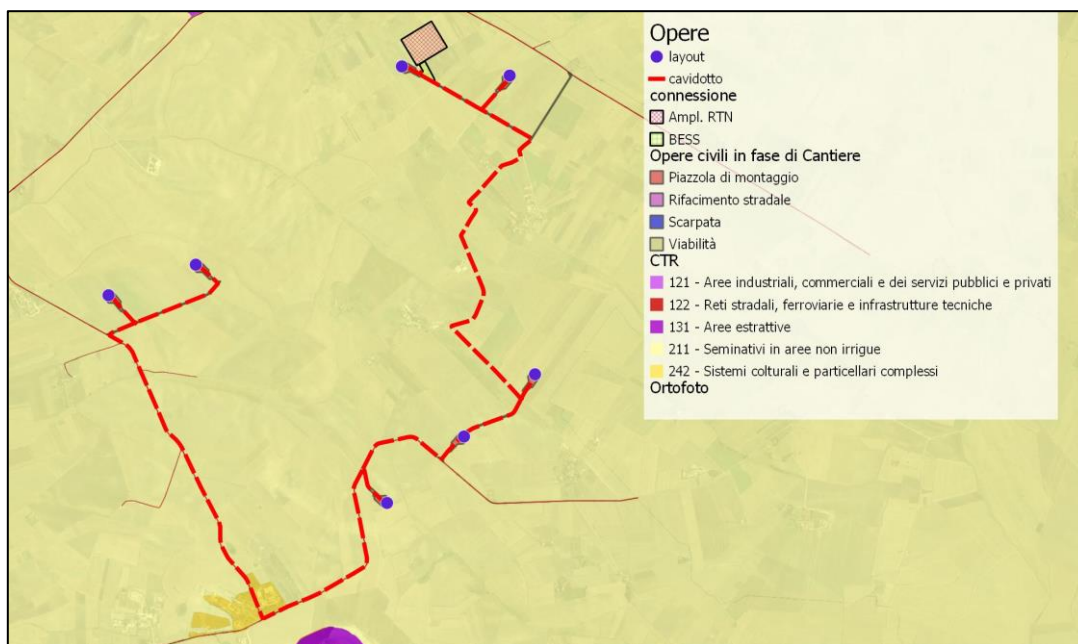 Opere
layout
cavidotto
connessione
Ampl. RTN
BESS
Opere civili in fase di Cantiere
Piazzola di montaggio
Rifacimento stradale
Scarpata
Viabilità
CTR
121 - Aree industriali, commerciali e dei servizi pubblici e privati
122 - Reti stradali, ferroviarie e infrastrutture tecniche
131 - Aree estrattive
211 - Seminativi in aree non irrigue
242 - Sistemi colturali e particellari complessi
Ortofoto